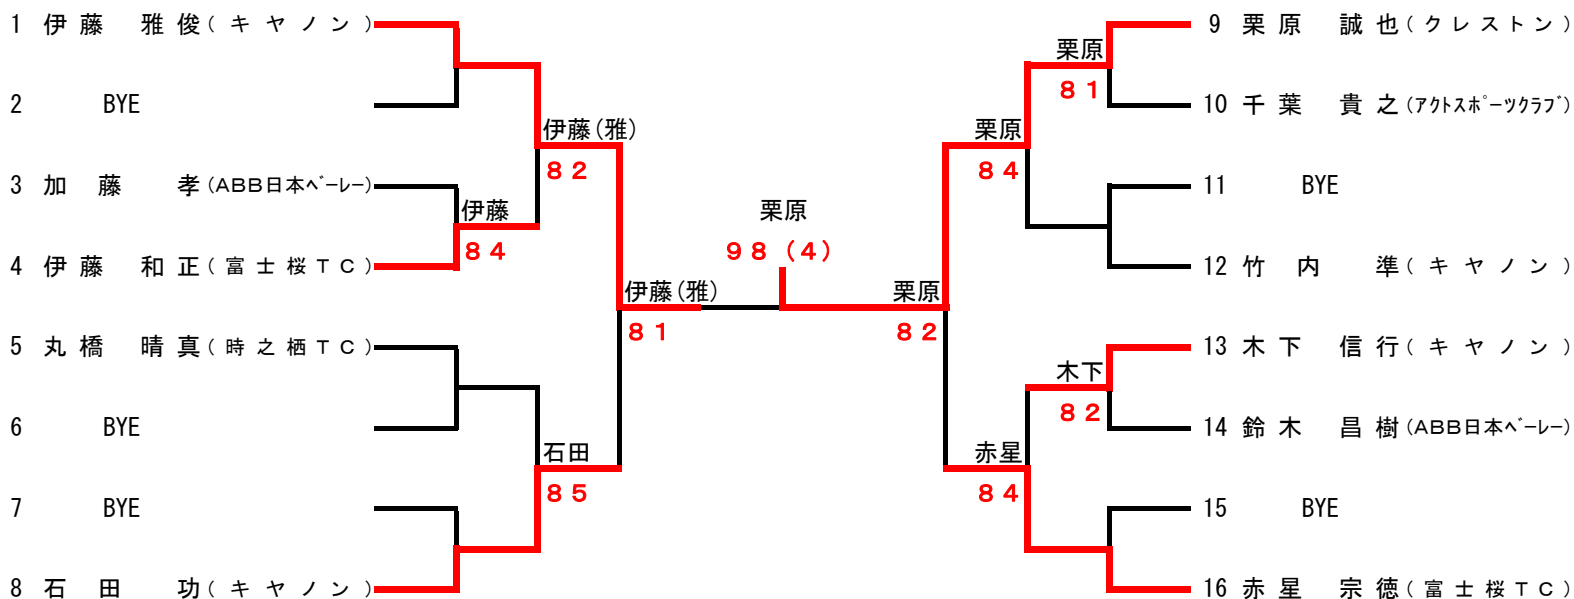 1 伊藤 雅俊(キヤノン)
2 BYE
3 加藤 孝(ABB日本ﾍﾞｰﾚｰ)
4 伊藤 和正(富士桜TC)
5 丸橋 晴真(時之栖TC)
6 BYE
7 BYE
8 石田 功(キヤノン)
伊藤
84
伊藤(雅)
82
石田
85
伊藤(雅)
81
栗原
98(4)
栗原
82
栗原
84
赤星
84
栗原
81
木下
82
9 栗原 誠也(クレストン)
10 千葉 貴之(ｱｸﾄｽﾎﾟｰﾂｸﾗﾌﾞ)
11 BYE
12 竹内 準(キヤノン)
13 木下 信行(キヤノン)
14 鈴木 昌樹(ABB日本ﾍﾞｰﾚｰ)
15 BYE
16 赤星 宗徳(富士桜TC)